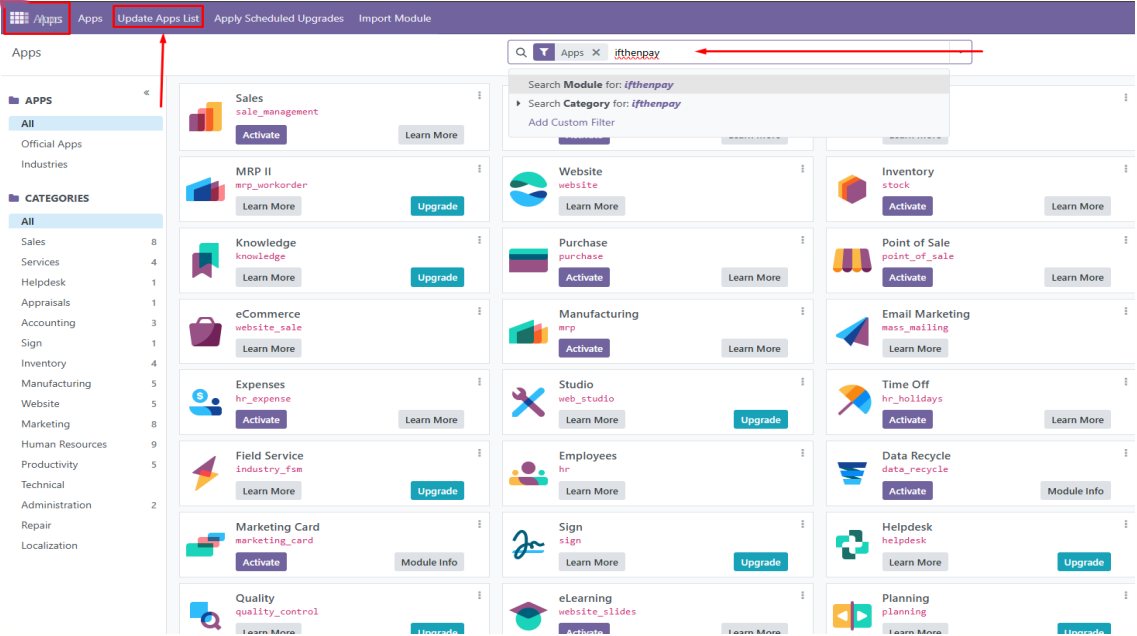 Apps Apps Update Apps List Apply Scheduled Upgrades Import Module
Apps
Apps × ifthenpay
Search Module for: ifthenpay
Search Category for: ifthenpay
Add Custom Filter
«
APPS
All
Official Apps
Industries
CATEGORIES
All
Sales 8
Services 4
Helpdesk 1
Appraisals 1
Accounting 3
Sign 1
Inventory 4
Manufacturing 5
Website 5
Marketing 8
Human Resources 9
Productivity 5
Technical
Administration 2
Repair
Localization
Sales
sale_management
Activate Learn More
MRP II
mrp_workorder
Learn More Upgrade
Website
website
Learn More
Inventory
stock
Activate Learn More
Knowledge
knowledge
Learn More Upgrade
Purchase
purchase
Activate Learn More
Point of Sale
point_of_sale
Activate Learn More
eCommerce
website_sale
Learn More
Manufacturing
mrp
Activate Learn More
Email Marketing
mass_mailing
Learn More
Expenses
hr_expense
Activate Learn More
Studio
web_studio
Learn More Upgrade
Time Off
hr_holidays
Activate Learn More
Field Service
industry_fsm
Learn More Upgrade
Employees
hr
Learn More
Data Recycle
data_recycle
Activate Module Info
Marketing Card
marketing_card
Activate Module Info
Sign
sign
Learn More Upgrade
Helpdesk
helpdesk
Learn More Upgrade
Quality
quality_control
Learn More Upgrade
eLearning
website_slides
Activate Learn More
Planning
planning
Learn More Upgrade